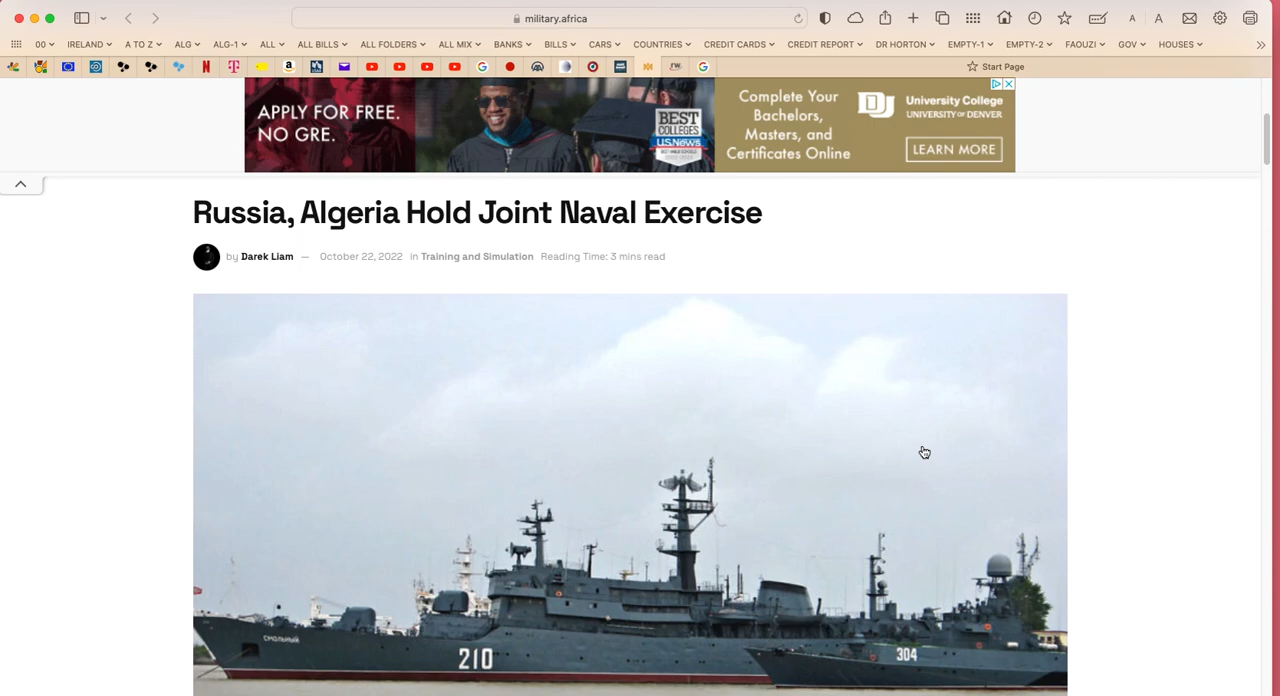 military.africa
A A
00 IRELAND A TO Z ALG ALG-1 ALL ALL BILLS ALL FOLDERS ALL MIX BANKS BILLS CARS COUNTRIES CREDIT CARDS CREDIT REPORT DR HORTON EMPTY-1 EMPTY-2 FAOUZI GOV HOUSES
Start Page
APPLY FOR FREE.
NO GRE.
BEST
COLLEGES
U.S.News
Complete Your
Bachelors,
Masters, and
Certificates Online
University College
UNIVERSITY OF DENVER
LEARN MORE
Russia, Algeria Hold Joint Naval Exercise
by Darek Liam — October 22, 2022 in Training and Simulation Reading Time: 3 mins read
СМОЛЬНЫЙ
210
304